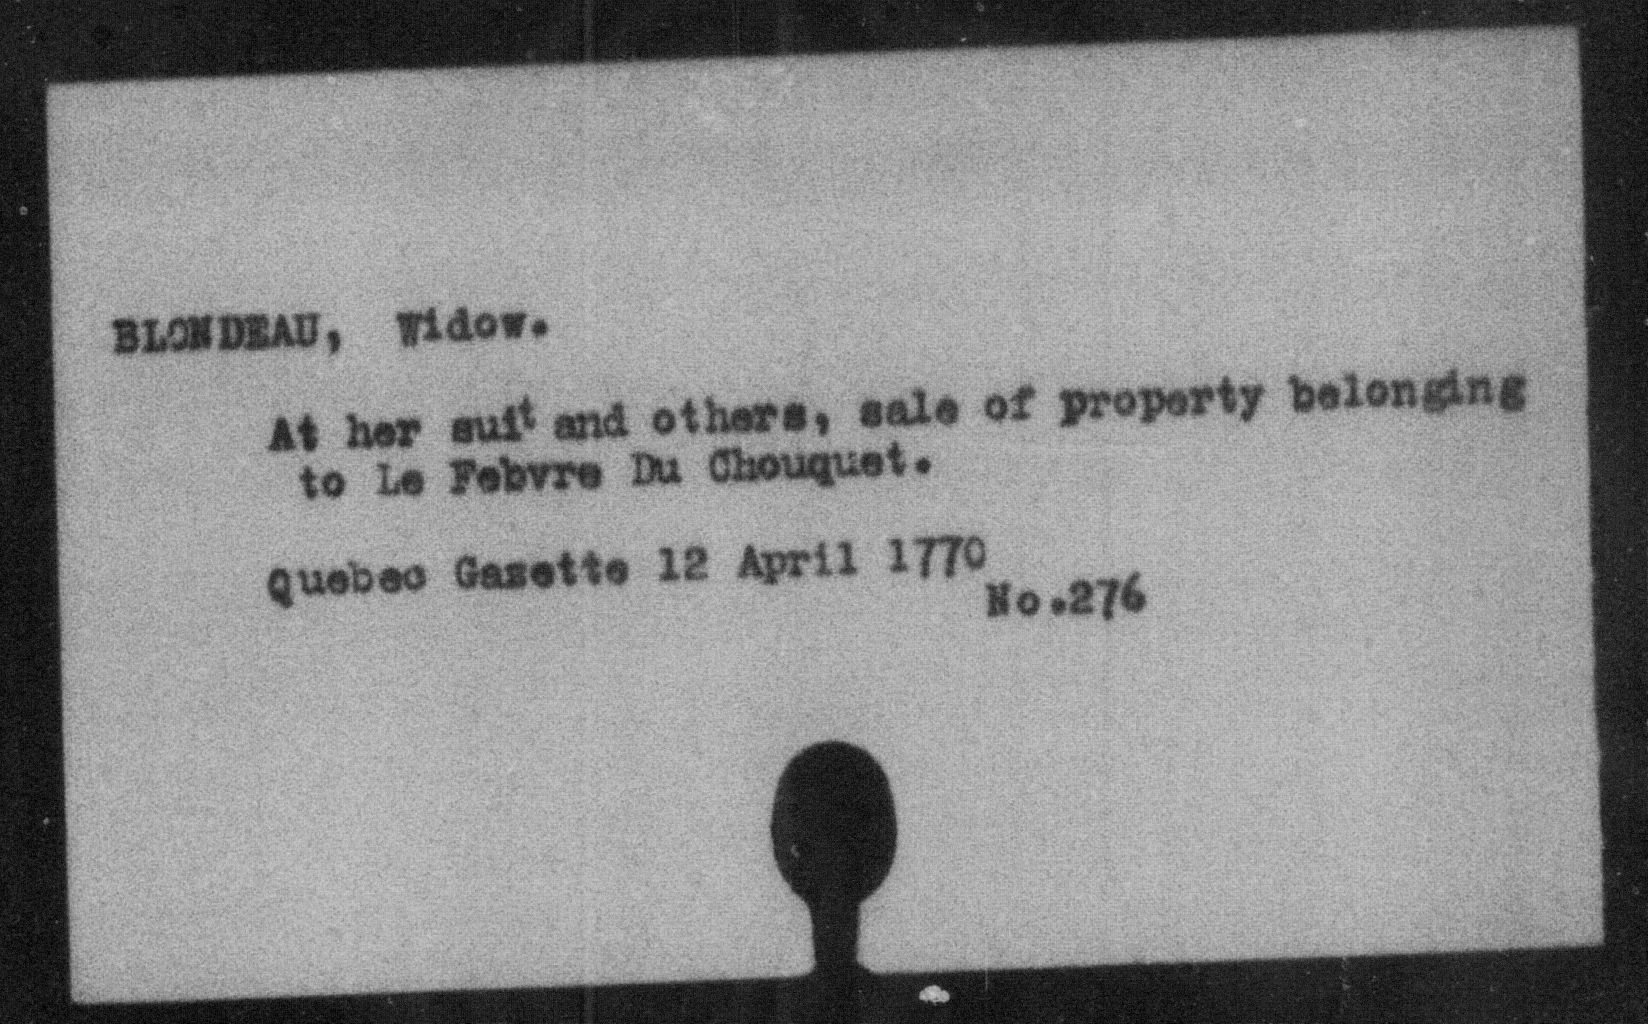 BLONDEAU, Widow.
At her suit and others, sale of property belonging
to Le Febvre Du Chouquet.
Quebec Gazette 12 April 1770
No.276